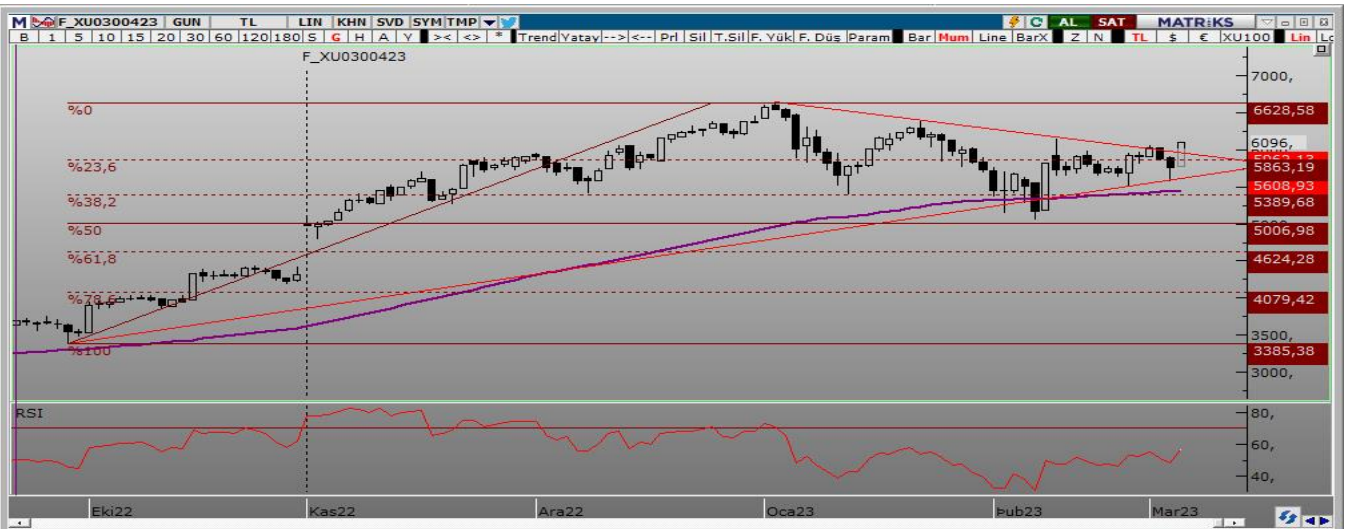 M F_XU0300423 GUN TL LIN KHN SVD SYM TMP C AL SAT MATRİKS
B 1 5 10 15 20 30 60 120 180 S G H A Y >< <> * Trend Yatay --> <-- Prl Sil T.Sil F. Yük F. Düş Param Bar Mum Line BarX Z N TL $ € XU100 Lin
F_XU0300423
7000,
%0 6628,58
6096,
%23,6 5863,19
5608,93
%38,2 5389,68
%50 5006,98
%61,8 4624,28
%78,6 4079,42
3500,
%100 3385,38
3000,
RSI 80,
60,
40,
Eki22 Kas22 Ara22 Oca23 Þub23 Mar23